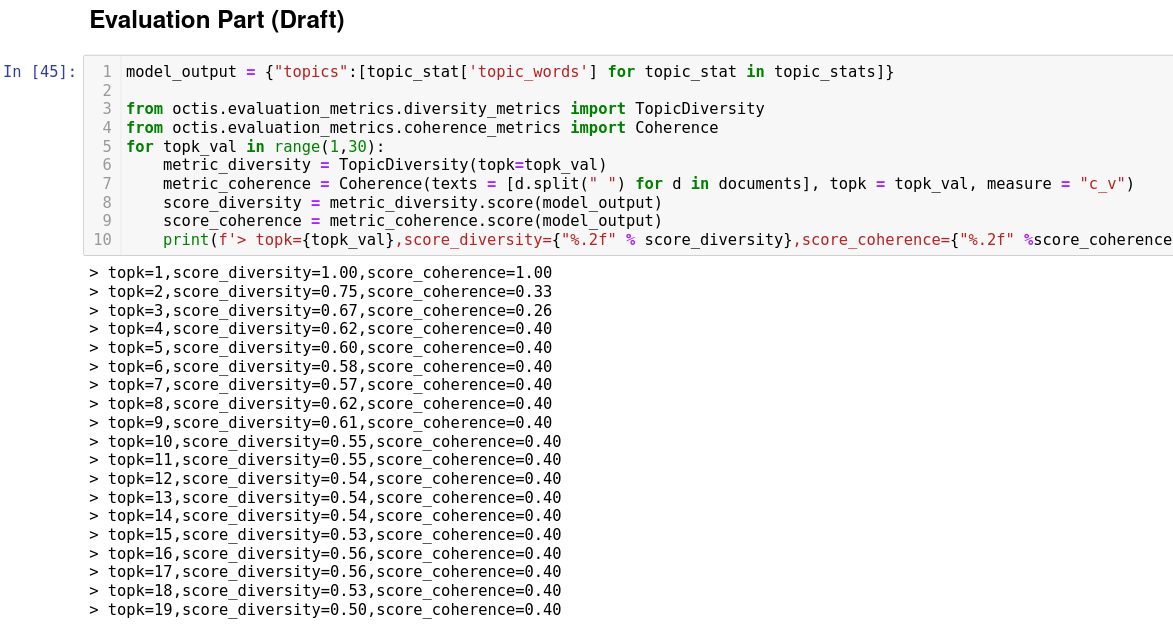 Evaluation Part (Draft)
In [45]:
1 model_output = {"topics":[topic_stat['topic_words'] for topic_stat in topic_stats]}
2
3 from octis.evaluation_metrics.diversity_metrics import TopicDiversity
4 from octis.evaluation_metrics.coherence_metrics import Coherence
5 for topk_val in range(1,30):
6     metric_diversity = TopicDiversity(topk=topk_val)
7     metric_coherence = Coherence(texts = [d.split(" ") for d in documents], topk = topk_val, measure = "c_v")
8     score_diversity = metric_diversity.score(model_output)
9     score_coherence = metric_coherence.score(model_output)
10     print(f'> topk={topk_val},score_diversity={"%.2f" % score_diversity},score_coherence={"%.2f" %score_coherence
> topk=1,score_diversity=1.00,score_coherence=1.00
> topk=2,score_diversity=0.75,score_coherence=0.33
> topk=3,score_diversity=0.67,score_coherence=0.26
> topk=4,score_diversity=0.62,score_coherence=0.40
> topk=5,score_diversity=0.60,score_coherence=0.40
> topk=6,score_diversity=0.58,score_coherence=0.40
> topk=7,score_diversity=0.57,score_coherence=0.40
> topk=8,score_diversity=0.62,score_coherence=0.40
> topk=9,score_diversity=0.61,score_coherence=0.40
> topk=10,score_diversity=0.55,score_coherence=0.40
> topk=11,score_diversity=0.55,score_coherence=0.40
> topk=12,score_diversity=0.54,score_coherence=0.40
> topk=13,score_diversity=0.54,score_coherence=0.40
> topk=14,score_diversity=0.54,score_coherence=0.40
> topk=15,score_diversity=0.53,score_coherence=0.40
> topk=16,score_diversity=0.56,score_coherence=0.40
> topk=17,score_diversity=0.56,score_coherence=0.40
> topk=18,score_diversity=0.53,score_coherence=0.40
> topk=19,score_diversity=0.50,score_coherence=0.40